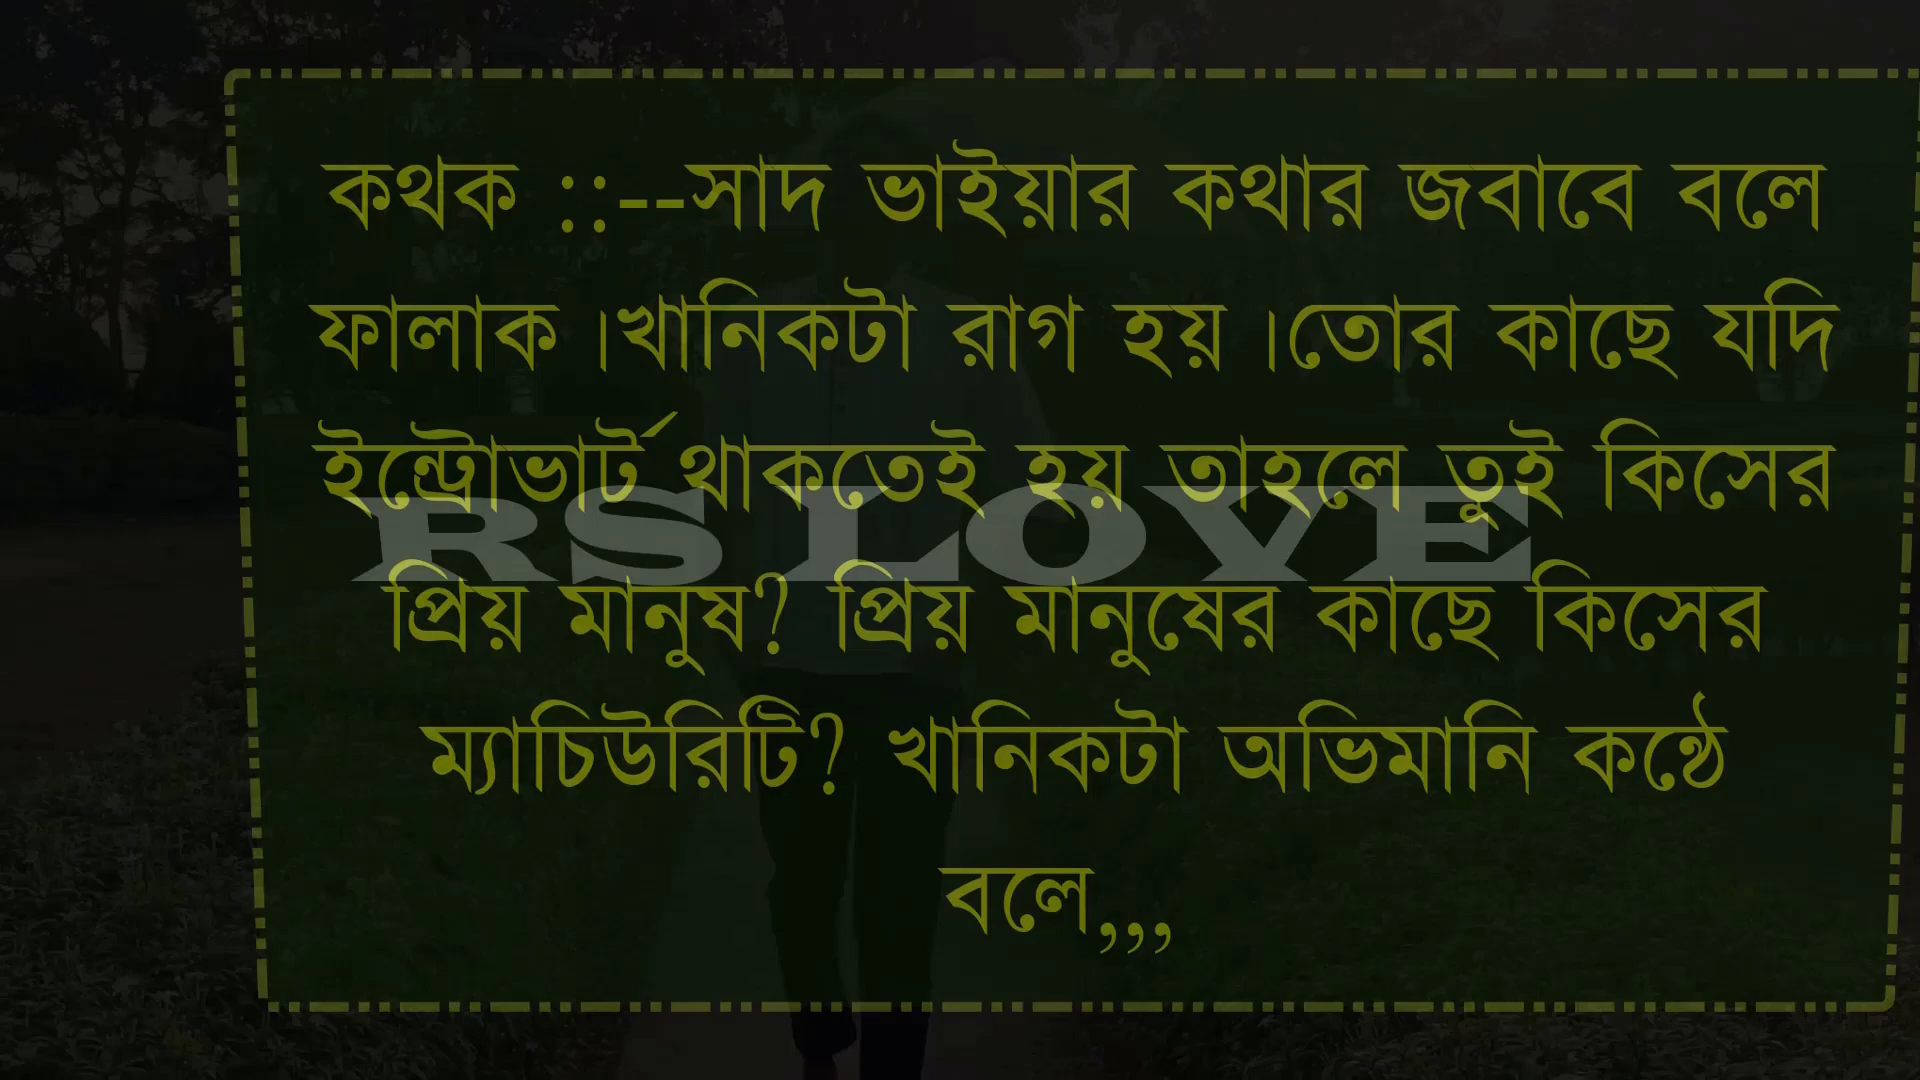 কথক ::--সাদ ভাইয়ার কথার জবাবে বলে
ফালাক ।খানিকটা রাগ হয় ।তোর কাছে যদি
ইন্ট্রোভার্ট থাকতেই হয় তাহলে তুই কিসের
RS LOVE
প্রিয় মানুষ? প্রিয় মানুষের কাছে কিসের
ম্যাচিউরিটি? খানিকটা অভিমানি কন্ঠে
বলে,,,